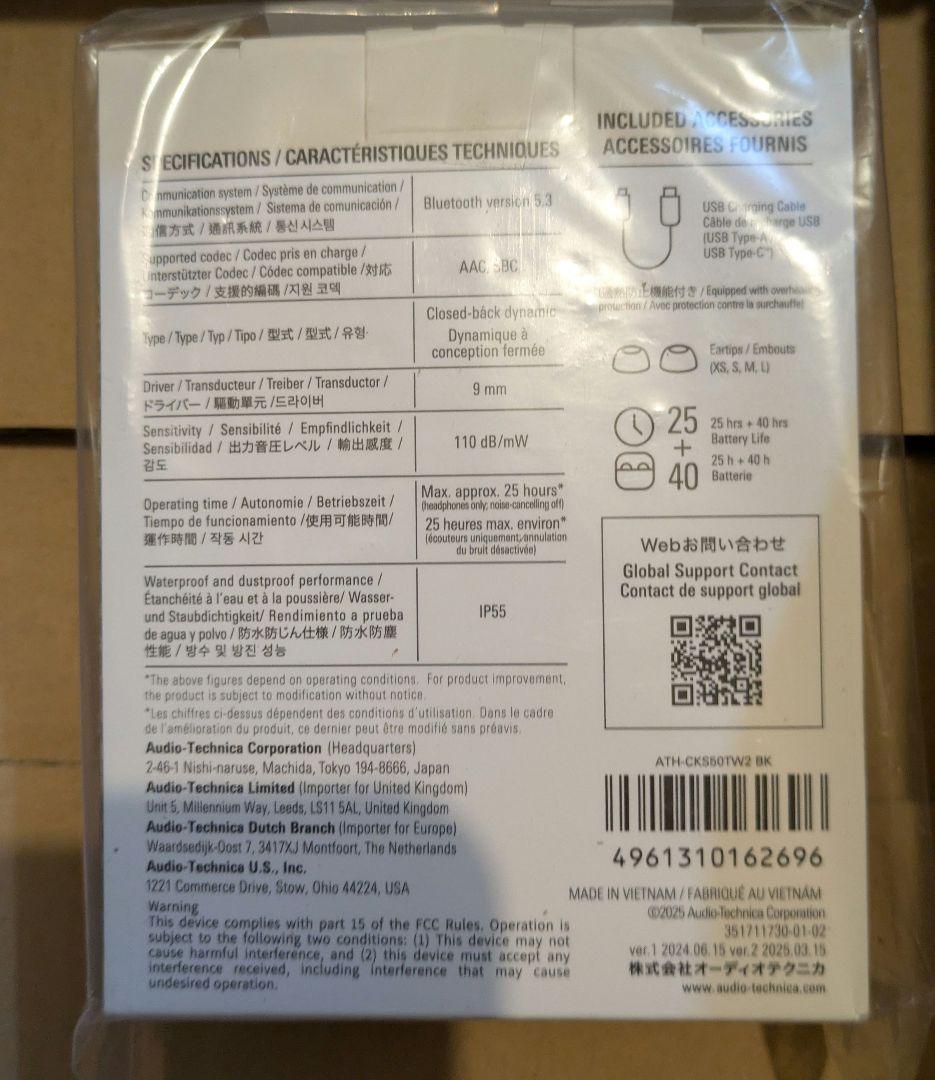 SPECIFICATIONS / CARACTÉRISTIQUES TECHNIQUES
Communication system / Système de communication /
Kommunikationssystem / Sistema de comunicación /
通信方式 / 通訊系統 / 통신 시스템
Bluetooth version 5.3
Supported codec / Codec pris en charge /
Unterstützter Codec / Códec compatible /対応
コーデック / 支援的編碼 /지원 코덱
AAC, SBC
Type / Type / Typ / Tipo / 型式 / 型式 / 유형
Closed-back dynamic
Dynamique à
conception fermée
Driver / Transducteur / Treiber / Transductor /
ドライバー / 驅動單元 /드라이버
9 mm
Sensitivity / Sensibilité / Empfindlichkeit /
Sensibilidad / 出力音圧レベル / 輸出感度 /
감도
110 dB/mW
Operating time / Autonomie / Betriebszeit /
Tiempo de funcionamiento /使用可能時間/
運作時間 / 작동 시간
Max. approx. 25 hours*
(headphones only; noise-cancelling off)
25 heures max. environ*
(écouteurs uniquement; annulation
du bruit désactivée)
Waterproof and dustproof performance /
Étanchéité à l'eau et à la poussière/ Wasser-
und Staubdichtigkeit/ Rendimiento a prueba
de agua y polvo / 防水防じん仕様 / 防水防塵
性能 / 방수 및 방진 성능
IP55
*The above figures depend on operating conditions. For product improvement,
the product is subject to modification without notice.
*Les chiffres ci-dessus dépendent des conditions d'utilisation. Dans le cadre
de l'amélioration du produit, ce dernier peut être modifié sans préavis.
Audio-Technica Corporation (Headquarters)
2-46-1 Nishi-naruse, Machida, Tokyo 194-8666, Japan
Audio-Technica Limited (Importer for United Kingdom)
Unit 5, Millennium Way, Leeds, LS11 5AL, United Kingdom
Audio-Technica Dutch Branch (Importer for Europe)
Waardsedijk-Oost 7, 3417XJ Montfoort, The Netherlands
Audio-Technica U.S., Inc.
1221 Commerce Drive, Stow, Ohio 44224, USA
Warning
This device complies with part 15 of the FCC Rules. Operation is
subject to the following two conditions: (1) This device may not
cause harmful interference, and (2) this device must accept any
interference received, including interference that may cause
undesired operation.
INCLUDED ACCESSORIES
ACCESSOIRES FOURNIS
USB Charging Cable
Câble de recharge USB
(USB Type-A
USB Type-C™)
防止機能付き / Equipped with overheating
protection / Avec protection contre la surchauffe)
Eartips / Embouts
(XS, S, M, L)
25
+
40
25 hrs + 40 hrs
Battery Life
25 h + 40 h
Batterie
Webお問い合わせ
Global Support Contact
Contact de support global
ATH-CKS50TW2 BK
4961310162696
MADE IN VIETNAM / FABRIQUÉ AU VIETNAM
©2025 Audio-Technica Corporation
351711730-01-02
ver.1 2024.06.15 ver.2 2025.03.15
株式会社オーディオテクニカ
www.audio-technica.com